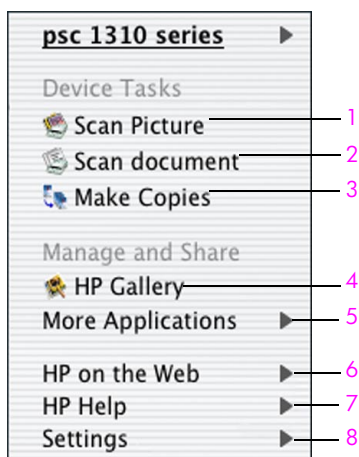 psc 1310 series
Device Tasks
Scan Picture 1
Scan document 2
Make Copies 3
Manage and Share
HP Gallery 4
More Applications 5
HP on the Web 6
HP Help 7
Settings 8